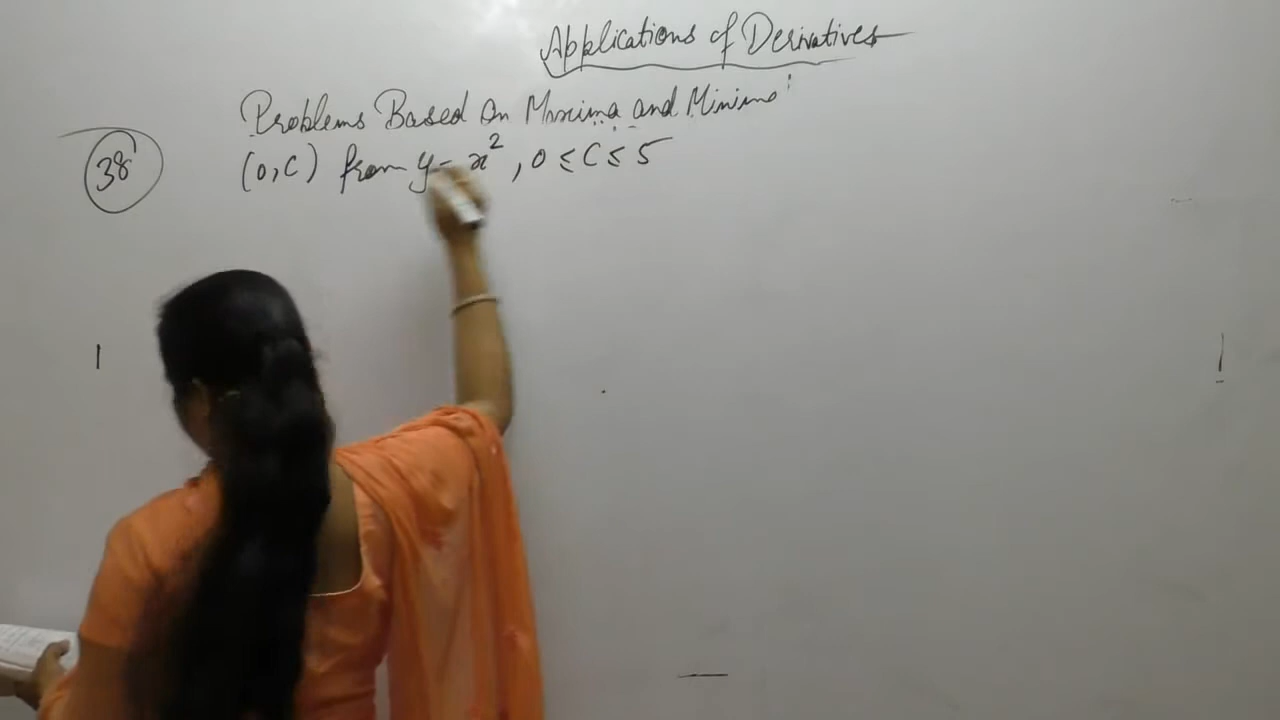 Applications of Derivatives
Problems Based On Maxima and Minima
38 (0,C) from y = x², 0 ≤ C ≤ 5